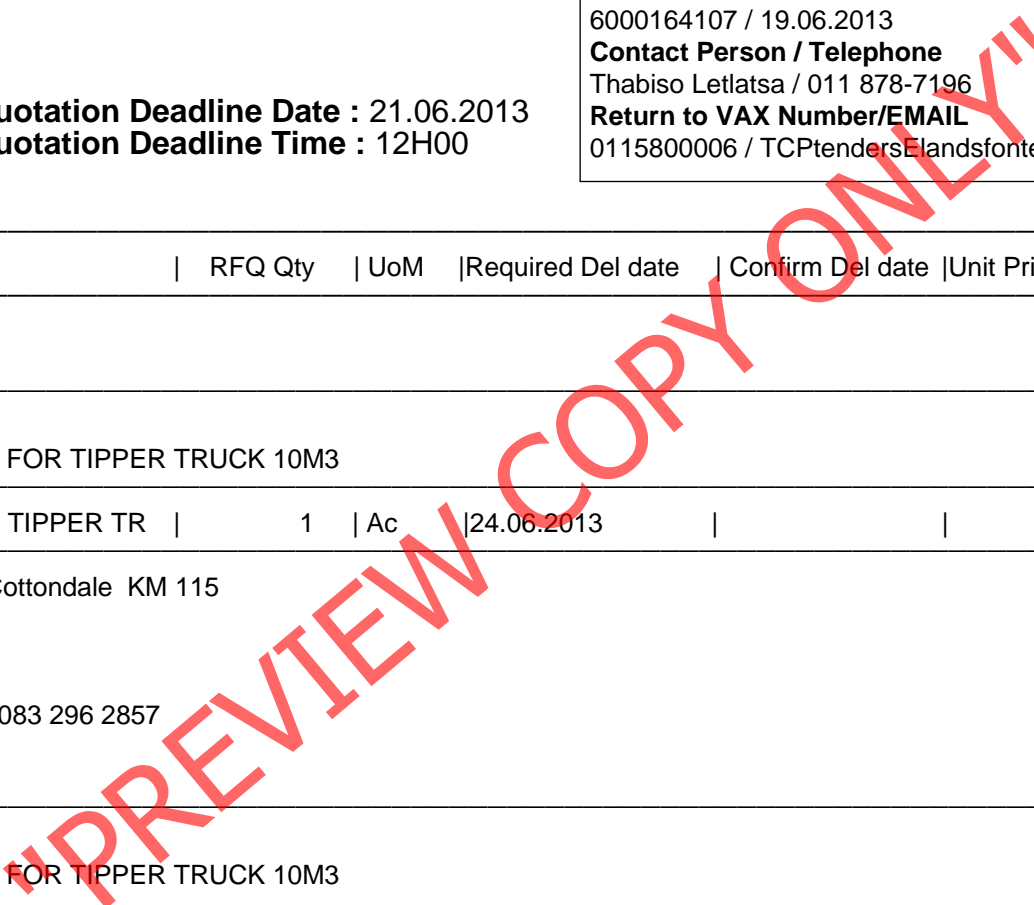 6000164107 / 19.06.2013
Contact Person / Telephone
Thabiso Letlatsa / 011 878-7196
uotation Deadline Date : 21.06.2013
Return to VAX Number/EMAIL
uotation Deadline Time : 12H00
0115800006 / TCPtendersElandsfonte
| RFQ Qty | UoM |Required Del date | Confirm Del date |Unit Pri
FOR TIPPER TRUCK 10M3
TIPPER TR | 1 | Ac |24.06.2013 | |
Cottondale KM 115
083 296 2857
FOR TIPPER TRUCK 10M3
"PREVIEW COPY ONLY"